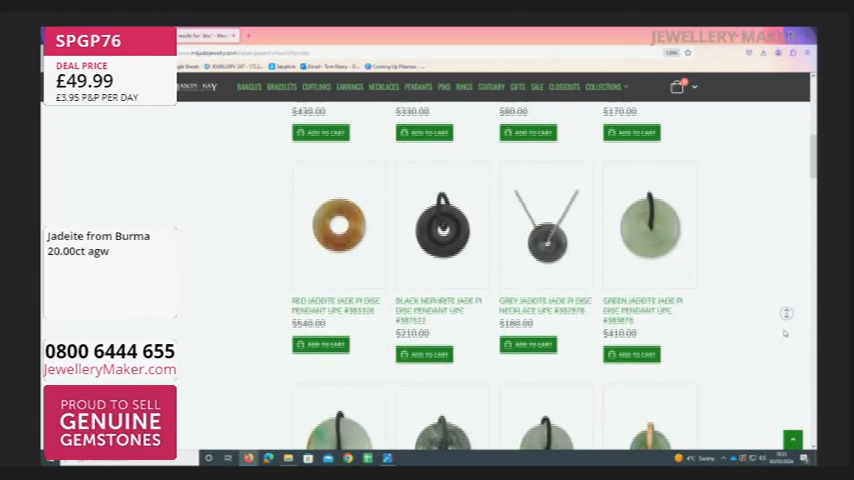 SPGP76
JEWELLERY MAKER
DEAL PRICE
£49.99
£3.95 P&P PER DAY
BANGLES BRACELETS CUFFLINKS EARRINGS NECKLACES PENDANTS PINS RINGS STATUARY GIFTS SALE CLOSEOUTS COLLECTIONS
$430.00 $330.00 $80.00 $170.00
ADD TO CART ADD TO CART ADD TO CART ADD TO CART
Jadeite from Burma
20.00ct agw
RED JADEITE JADE PI DISC
PENDANT UPC #383328
$540.00
ADD TO CART
BLACK NEPHRITE JADE PI
DISC PENDANT UPC
$210.00
ADD TO CART
GREY JADEITE JADE PI DISC
NECKLACE UPC #382978
$180.00
ADD TO CART
GREEN JADEITE JADE PI
DISC PENDANT UPC
#383876
$410.00
ADD TO CART
0800 6444 655
JewelleryMaker.com
PROUD TO SELL
GENUINE
GEMSTONES
4°C Sunny